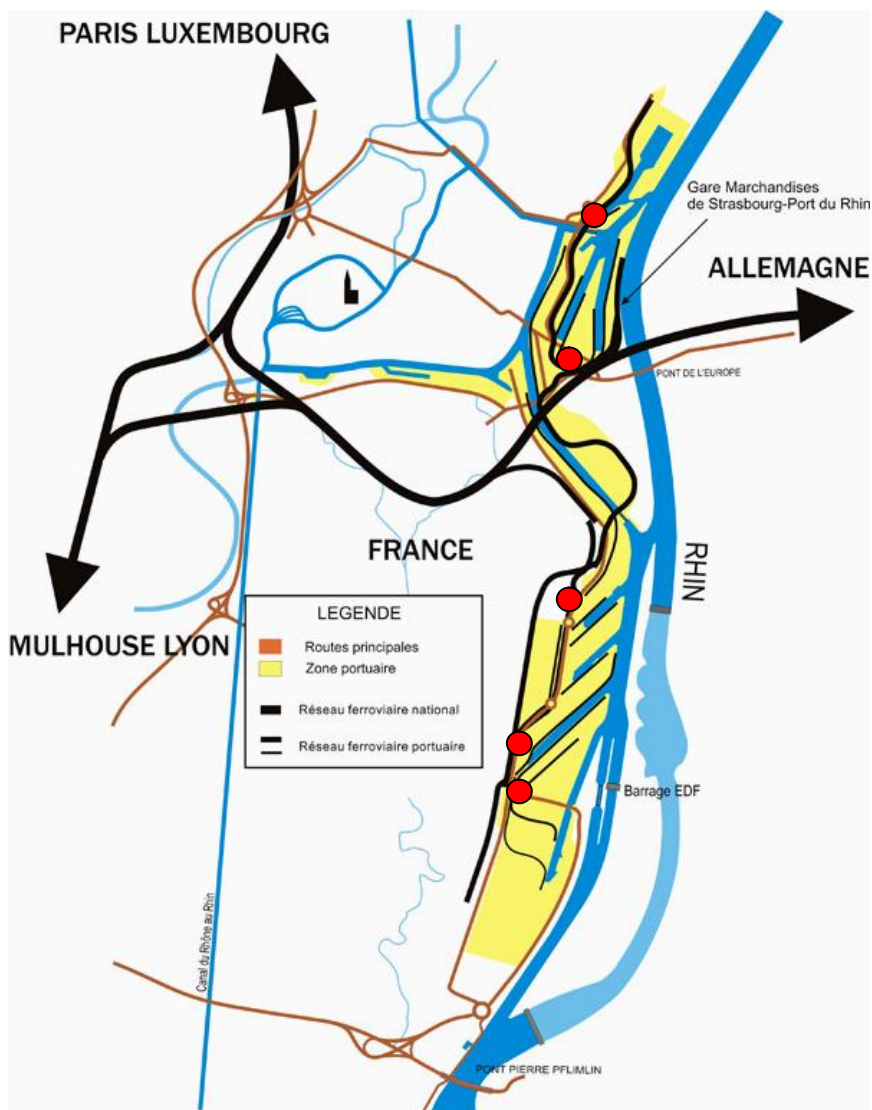 PARIS LUXEMBOURG
Gare Marchandises
de Strasbourg-Port du Rhin
ALLEMAGNE
PONT DE L'EUROPE
FRANCE
RHIN
MULHOUSE LYON
LEGENDE
Routes principales
Zone portuaire
Réseau ferroviaire national
Réseau ferroviaire portuaire
Barrage EDF
Canal du Rhône au Rhin
PONT PIERRE PFLIMLIN